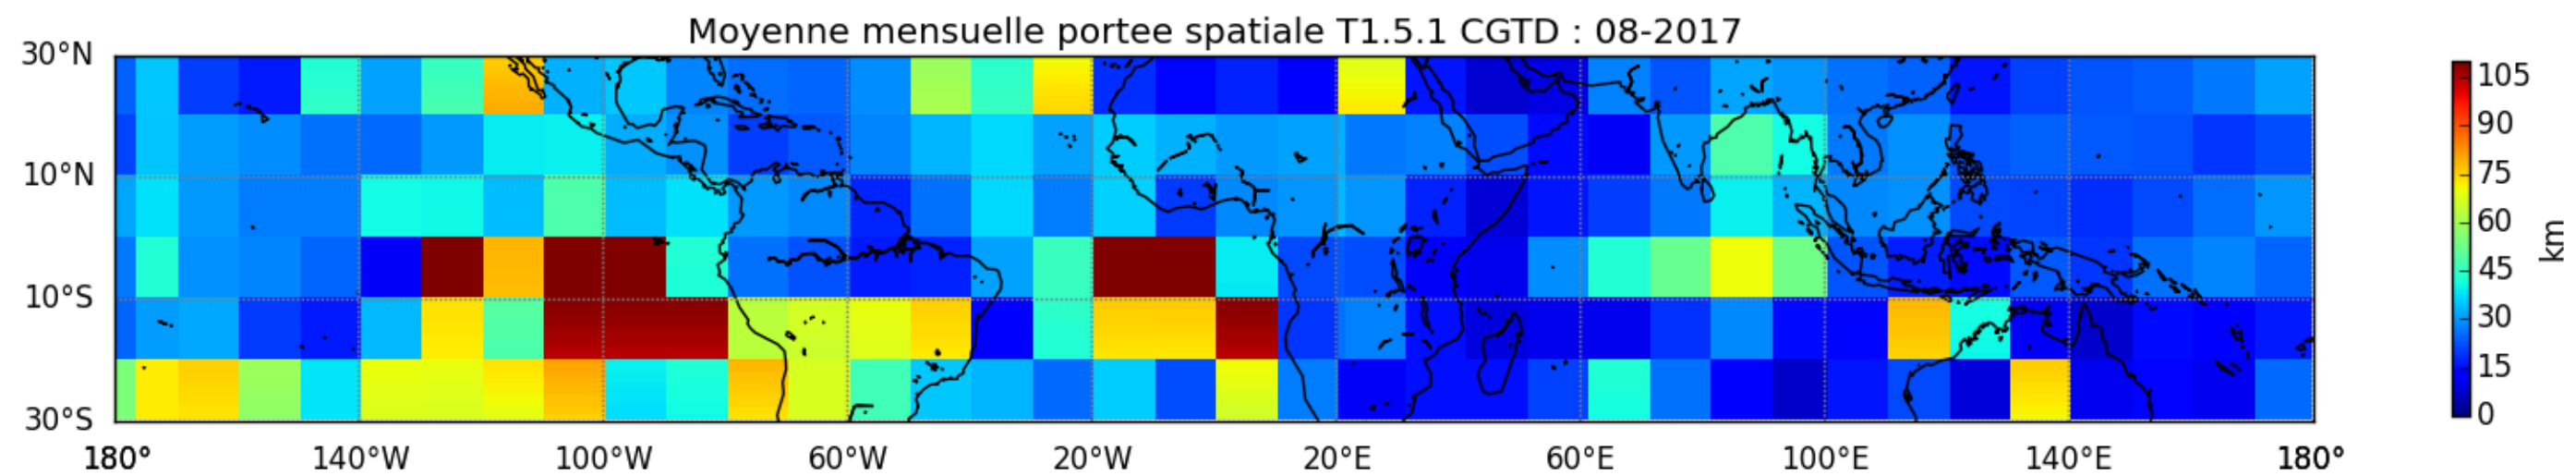 Moyenne mensuelle portee spatiale T1.5.1 CGTD : 08-2017
30°N
10°N
10°S
30°S
180° 140°W 100°W 60°W 20°W 20°E 60°E 100°E 140°E 180°
105
90
75
60
45
30
15
0
km